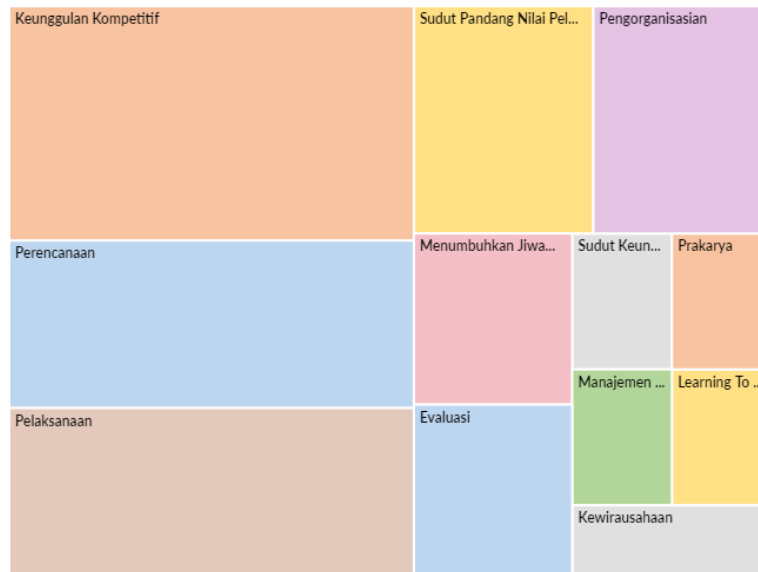 Keunggulan Kompetitif
Sudut Pandang Nilai Pel...
Pengorganisasian
Perencanaan
Menumbuhkan Jiwa...
Sudut Keun...
Prakarya
Manajemen ...
Learning To ...
Pelaksanaan
Evaluasi
Kewirausahaan